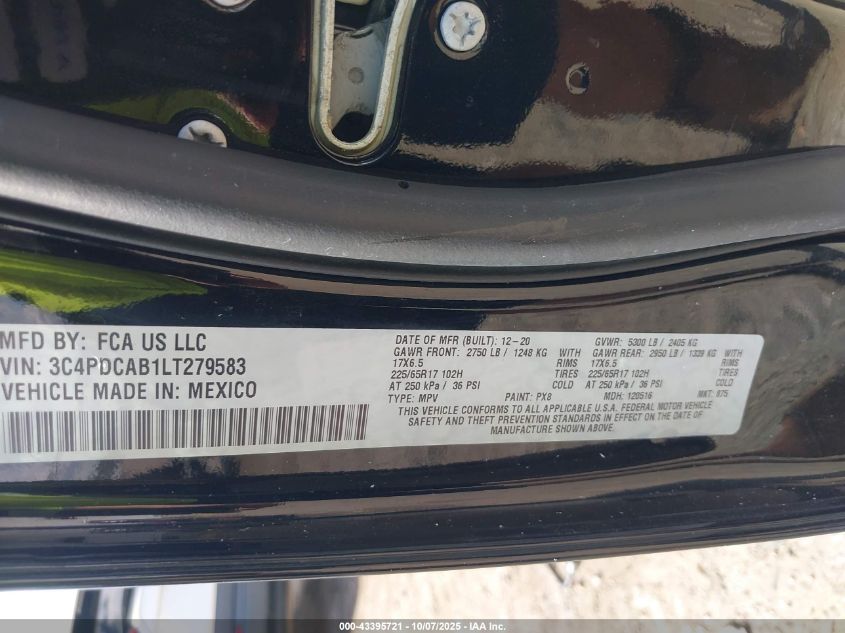 MFD BY: FCA US LLC
VIN: 3C4PDCAB1LT279583
VEHICLE MADE IN: MEXICO
DATE OF MFR (BUILT): 12-20 GVWR: 5300 LB / 2405 KG
GAWR FRONT: 2750 LB / 1248 KG WITH GAWR REAR: 2950 LB / 1339 KG WITH
17X6.5 RIMS 17X6.5 RIMS
225/65R17 102H TIRES 225/65R17 102H TIRES
AT 250 kPa / 36 PSI COLD AT 250 kPa / 36 PSI COLD
TYPE: MPV PAINT: PX8 MDH: 120516 MKT: 875
THIS VEHICLE CONFORMS TO ALL APPLICABLE U.S.A. FEDERAL MOTOR VEHICLE
SAFETY AND THEFT PREVENTION STANDARDS IN EFFECT ON THE DATE OF
MANUFACTURE SHOWN ABOVE.
000-43395721 - 10/07/2025 - IAA Inc.